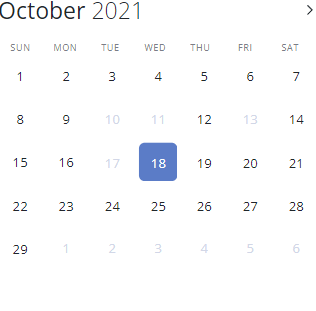 October 2021
SUN MON TUE WED THU FRI SAT
1 2 3 4 5 6 7
8 9 10 11 12 13 14
15 16 17 18 19 20 21
22 23 24 25 26 27 28
29 1 2 3 4 5 6